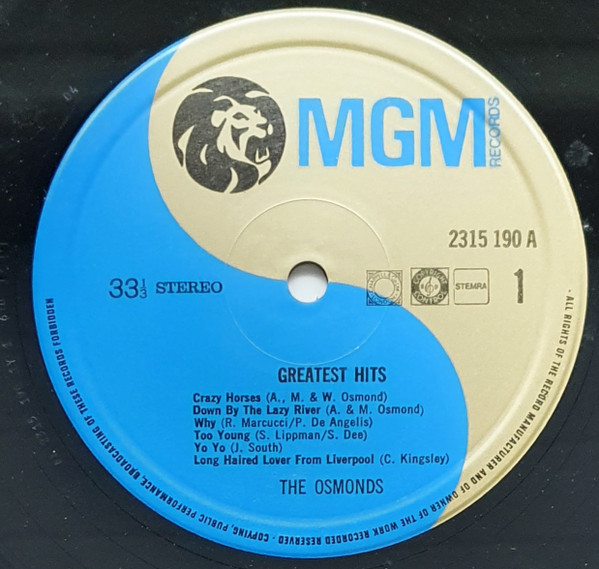 MGM
RECORDS
2315 190 A
33⅓ STEREO
STEMRA
1
GREATEST HITS
Crazy Horses (A., M. & W. Osmond)
Down By The Lazy River (A. & M. Osmond)
Why (R. Marcucci/P. De Angelis)
Too Young (S. Lippman/S. Dee)
Yo Yo (J. South)
Long Haired Lover From Liverpool (C. Kingsley)
THE OSMONDS
· ALL RIGHTS OF THE RECORD MANUFACTURER AND OF OWNER OF THE WORK RECORDED RESERVED · COPYING, PUBLIC PERFORMANCE, BROADCASTING OF THESE RECORDS FORBIDDEN